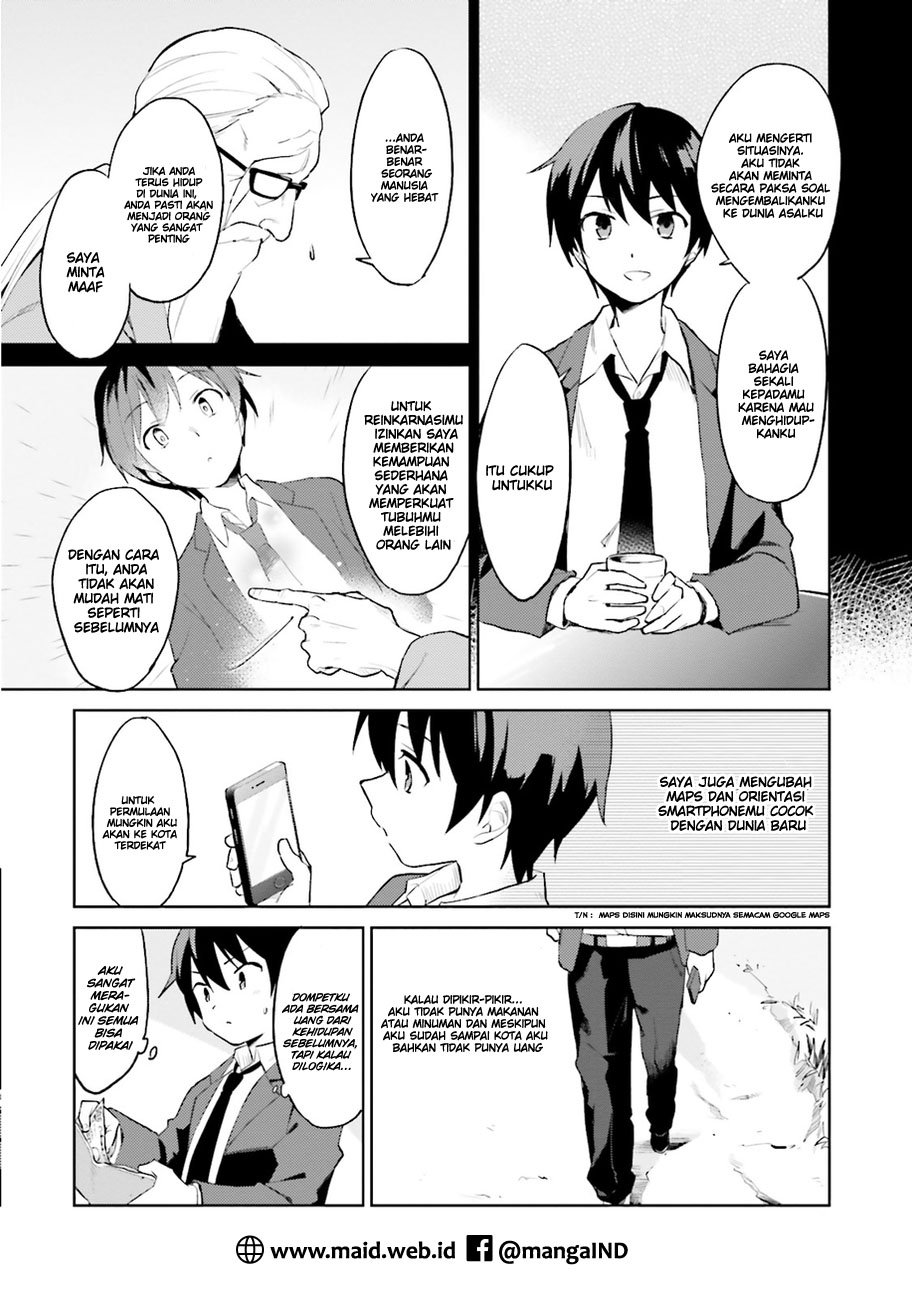 AKU MENGERTI
SITUASINYA.
AKU TIDAK
AKAN MEMINTA
SECARA PAKSA SOAL
MENGEMBALIKANKU
KE DUNIA ASALKU
SAYA
BAHAGIA
SEKALI
KEPADAMU
KARENA MAU
MENGHIDUP-
KANKU
ITU CUKUP
UNTUKKU
...ANDA
BENAR-
BENAR
SEORANG
MANUSIA
YANG HEBAT
JIKA ANDA
TERUS HIDUP
DI DUNIA INI,
ANDA PASTI AKAN
MENJADI ORANG
YANG SANGAT
PENTING
SAYA
MINTA
MAAF
UNTUK
REINKARNASIMU
IZINKAN SAYA
MEMBERIKAN
KEMAMPUAN
SEDERHANA
YANG AKAN
MEMPERKUAT
TUBUHMU
MELEBIHI
ORANG LAIN
DENGAN CARA
ITU, ANDA
TIDAK AKAN
MUDAH MATI
SEPERTI
SEBELUMNYA
SAYA JUGA MENGUBAH
MAPS DAN ORIENTASI
SMARTPHONEMU COCOK
DENGAN DUNIA BARU
T/N : MAPS DISINI MUNGKIN MAKSUDNYA SEMACAM GOOGLE MAPS
UNTUK
PERMULAAN
MUNGKIN AKU
AKAN KE KOTA
TERDEKAT
KALAU DIPIKIR-PIKIR...
AKU TIDAK PUNYA MAKANAN
ATAU MINUMAN DAN MESKIPUN
AKU SUDAH SAMPAI KOTA AKU
BAHKAN TIDAK PUNYA UANG
DOMPETKU
ADA BERSAMA
UANG DARI
KEHIDUPAN
SEBELUMNYA,
TAPI KALAU
DILOGIKA...
AKU
SANGAT
MERA-
GUKAN
INI SEMUA
BISA
DIPAKAI
www.maid.web.id @mangaIND